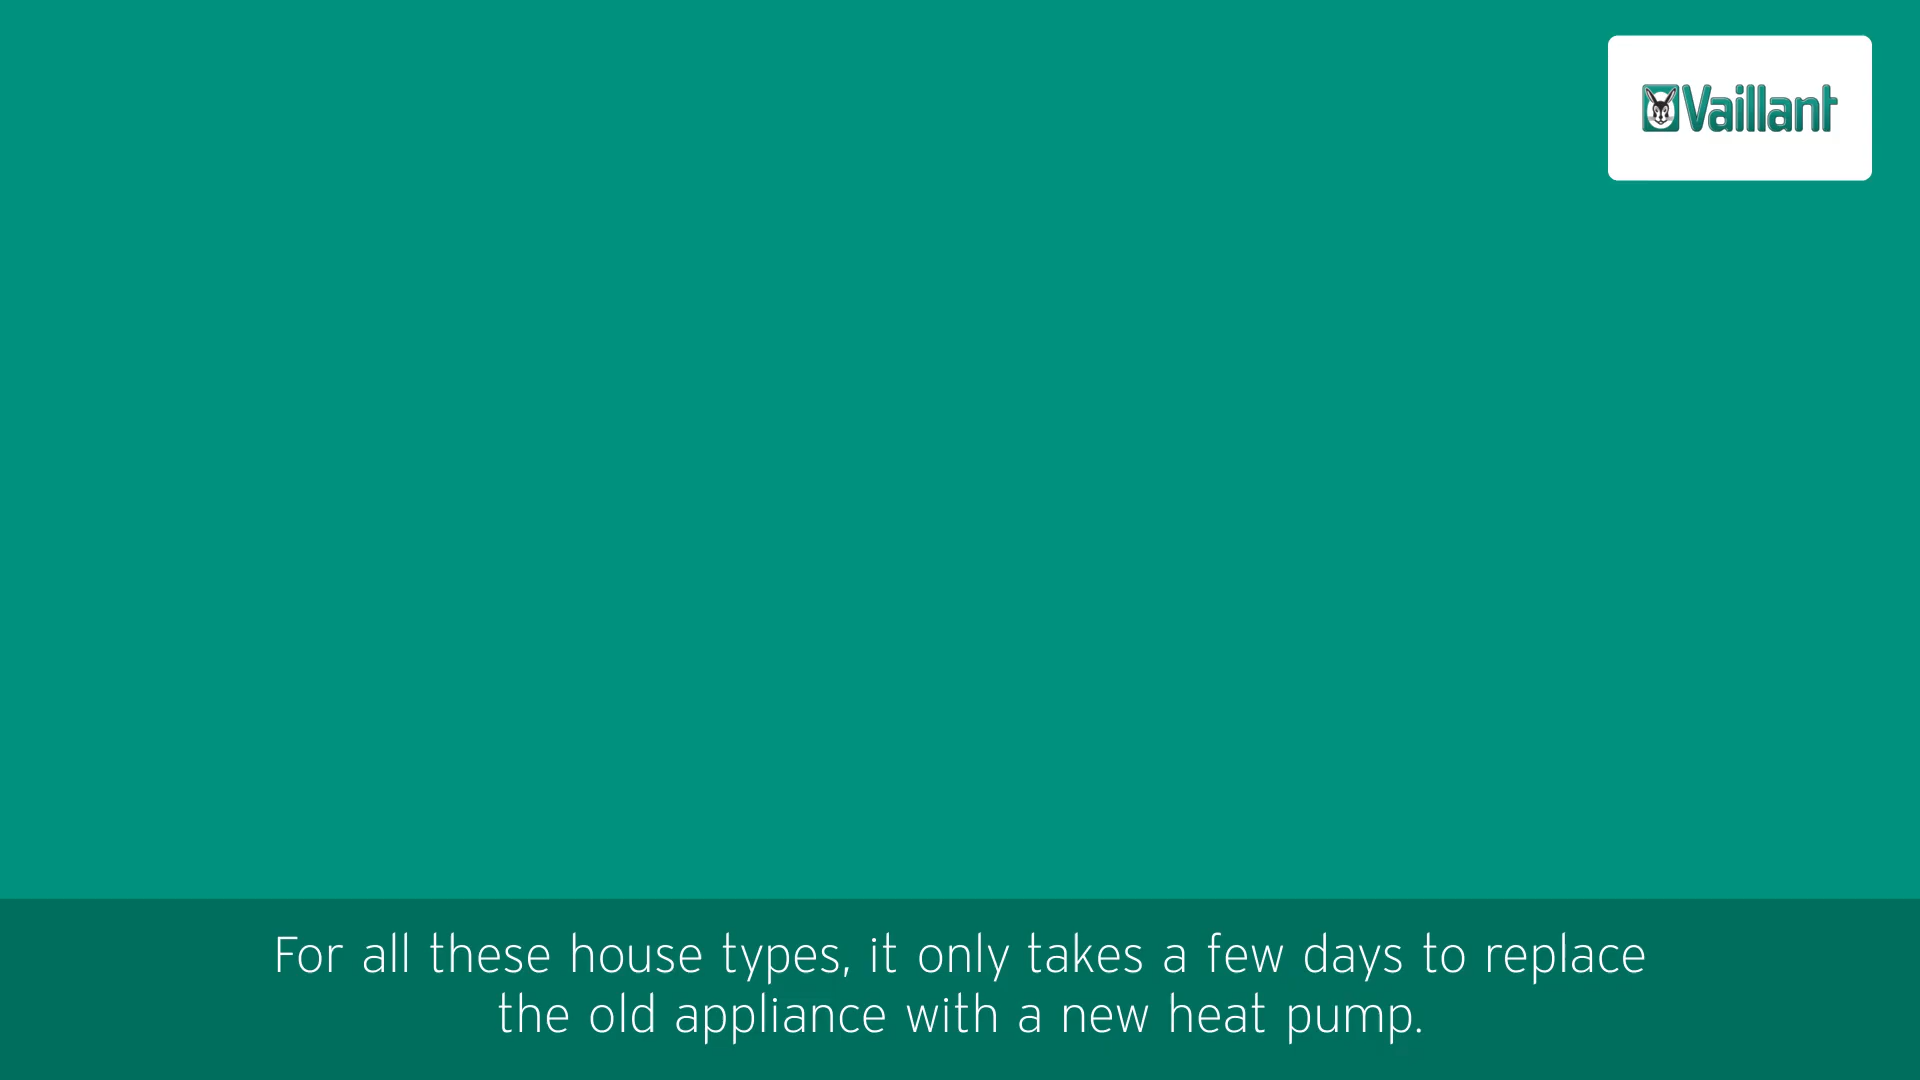 Vaillant
For all these house types, it only takes a few days to replace
the old appliance with a new heat pump.